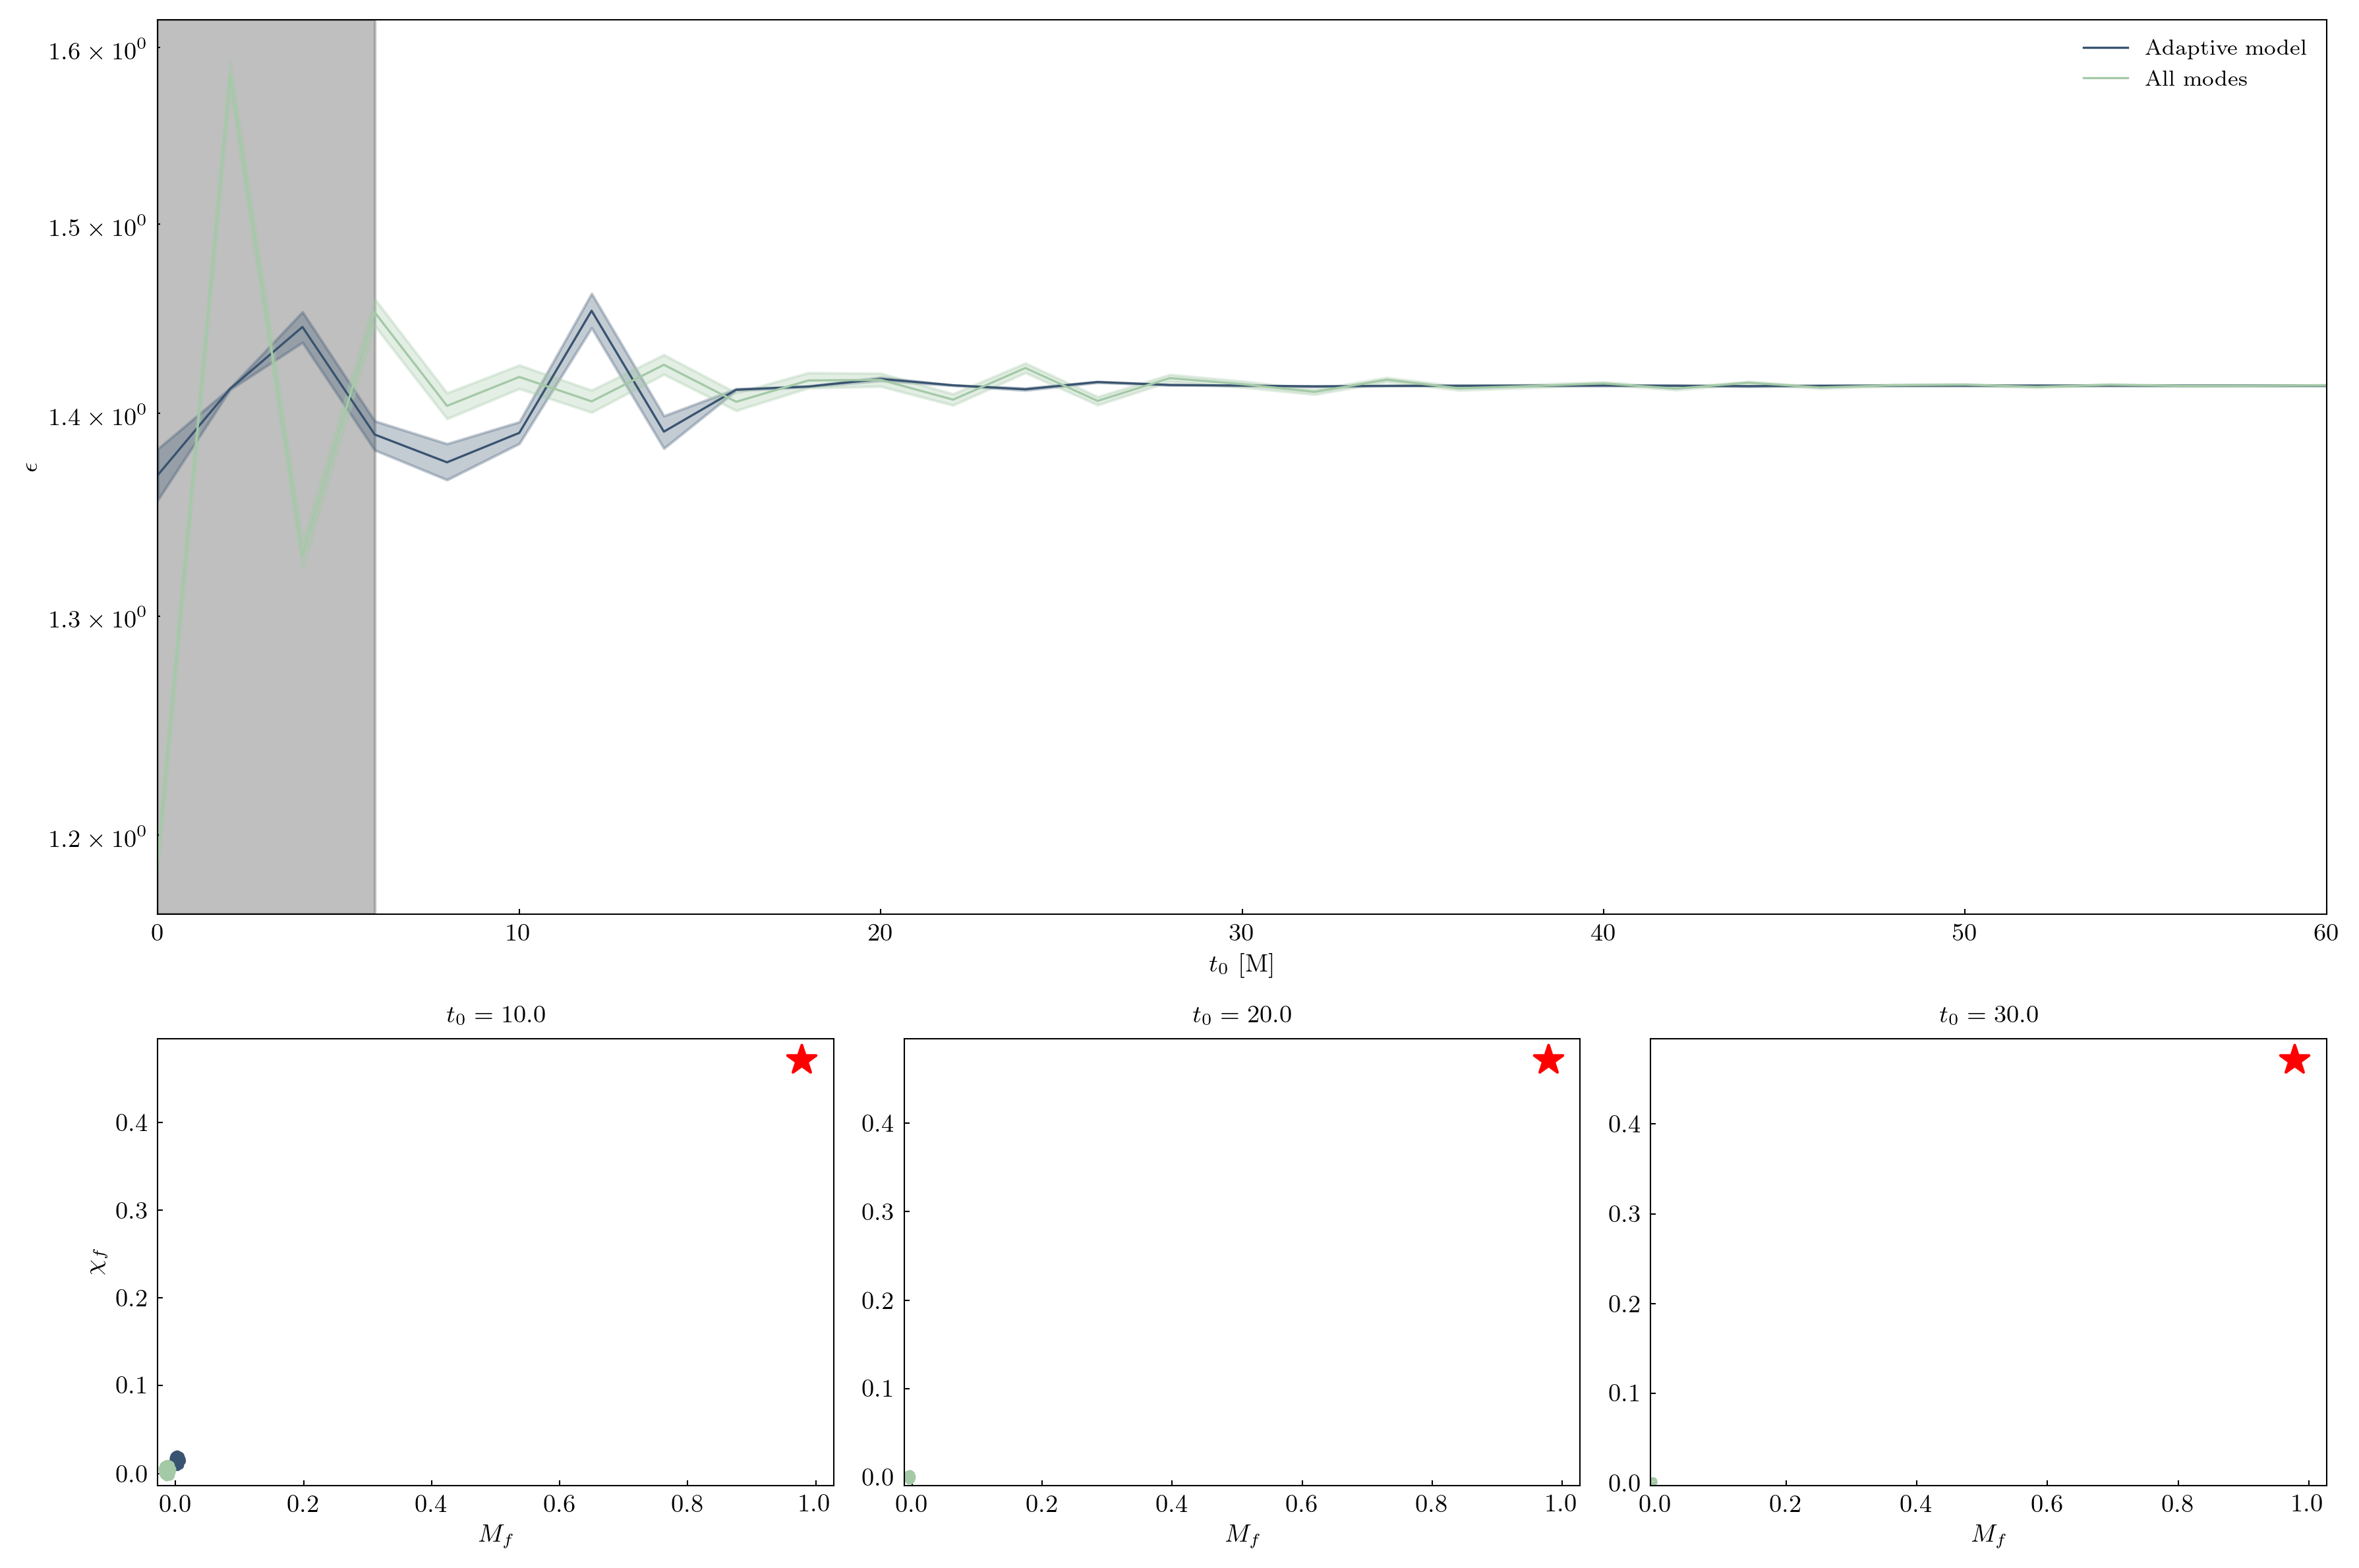 1.6 × 10⁰
1.5 × 10⁰
1.4 × 10⁰
1.3 × 10⁰
1.2 × 10⁰
ϵ
Adaptive model
All modes
0 10 20 30 40 50 60
t₀ [M]
t₀ = 10.0
t₀ = 20.0
t₀ = 30.0
0.4
0.3
0.2
0.1
0.0
χ_f
0.0 0.2 0.4 0.6 0.8 1.0
M_f
0.4
0.3
0.2
0.1
0.0
0.0 0.2 0.4 0.6 0.8 1.0
M_f
0.4
0.3
0.2
0.1
0.0
0.0 0.2 0.4 0.6 0.8 1.0
M_f